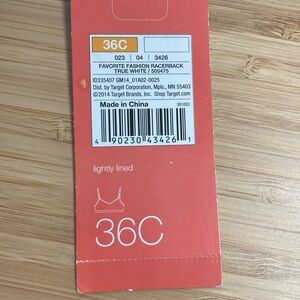 36C
023 | 04 | 3426
FAVORITE FASHION RACERBACK
TRUE WHITE / 505475
ID335407 GM14_01A02-0025
Dist. by Target Corporation, Mpls., MN 55403
©2014 Target Brands, Inc. Shop Target.com
Made in China 301052
4 90230 43426 1
lightly lined
36C